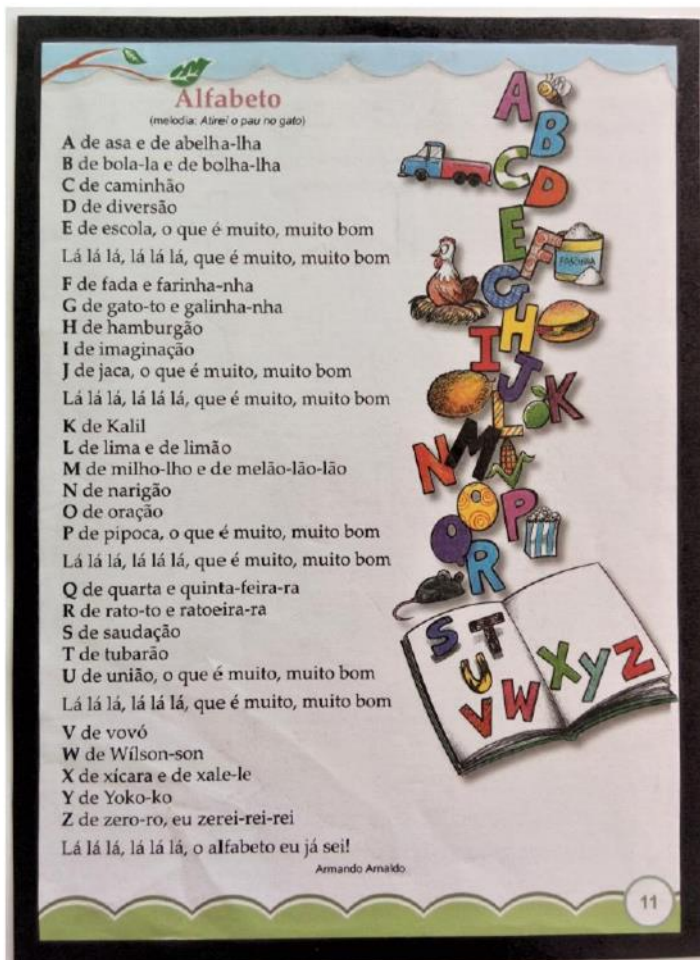 Alfabeto
(melodia: Atirei o pau no gato)
A de asa e de abelha-lha
B de bola-la e de bolha-lha
C de caminhão
D de diversão
E de escola, o que é muito, muito bom
Lá lá lá, lá lá lá, que é muito, muito bom
F de fada e farinha-nha
G de gato-to e galinha-nha
H de hamburgão
I de imaginação
J de jaca, o que é muito, muito bom
Lá lá lá, lá lá lá, que é muito, muito bom
K de Kalil
L de lima e de limão
M de milho-lho e de melão-lão-lão
N de narigão
O de oração
P de pipoca, o que é muito, muito bom
Lá lá lá, lá lá lá, que é muito, muito bom
Q de quarta e quinta-feira-ra
R de rato-to e ratoeira-ra
S de saudação
T de tubarão
U de união, o que é muito, muito bom
Lá lá lá, lá lá lá, que é muito, muito bom
V de vovó
W de Wílson-son
X de xícara e de xale-le
Y de Yoko-ko
Z de zero-ro, eu zerei-rei-rei
Lá lá lá, lá lá lá, o alfabeto eu já sei!
Armando Arnaldo
A
B
C
D
E
F
FARINHA
G
H
I
J
K
L
M
N
O
P
Q
R
S T
U
V W
X Y Z
11